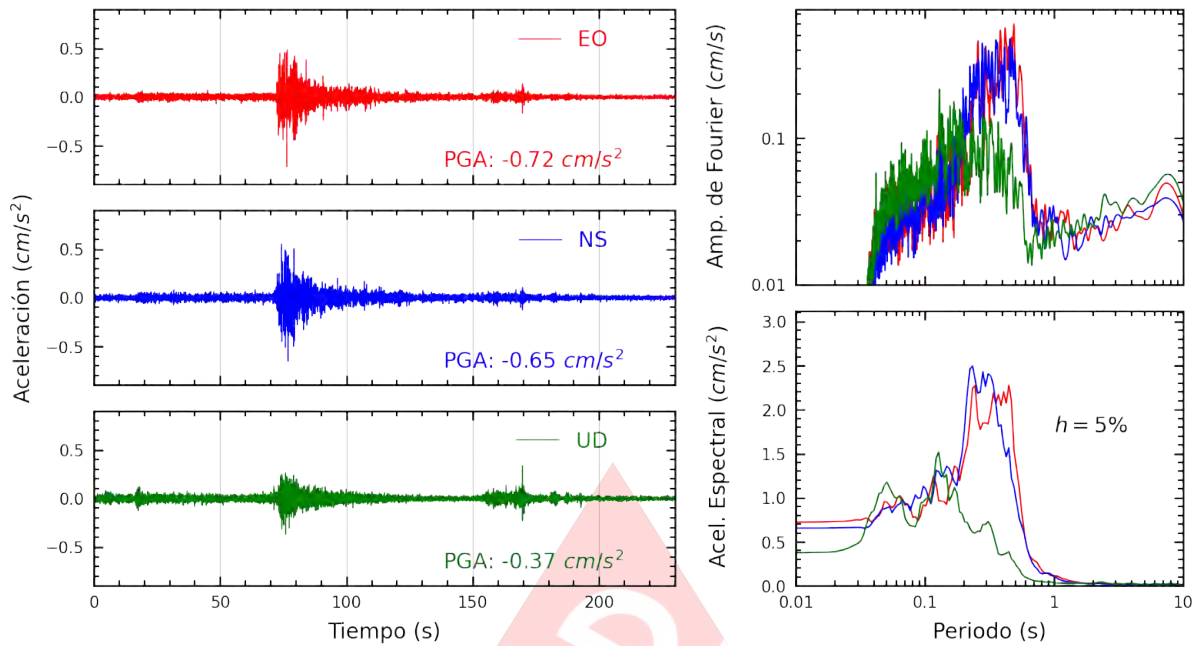 Aceleración (cm/s²)
0.5
0.0
−0.5
EO
PGA: -0.72 cm/s²
0.5
0.0
−0.5
NS
PGA: -0.65 cm/s²
0.5
0.0
−0.5
UD
PGA: -0.37 cm/s²
0 50 100 150 200
Tiempo (s)
Amp. de Fourier (cm/s)
0.1
0.01
Acel. Espectral (cm/s²)
3.0
2.5
2.0
1.5
1.0
0.5
0.0
h = 5%
0.01 0.1 1 10
Periodo (s)